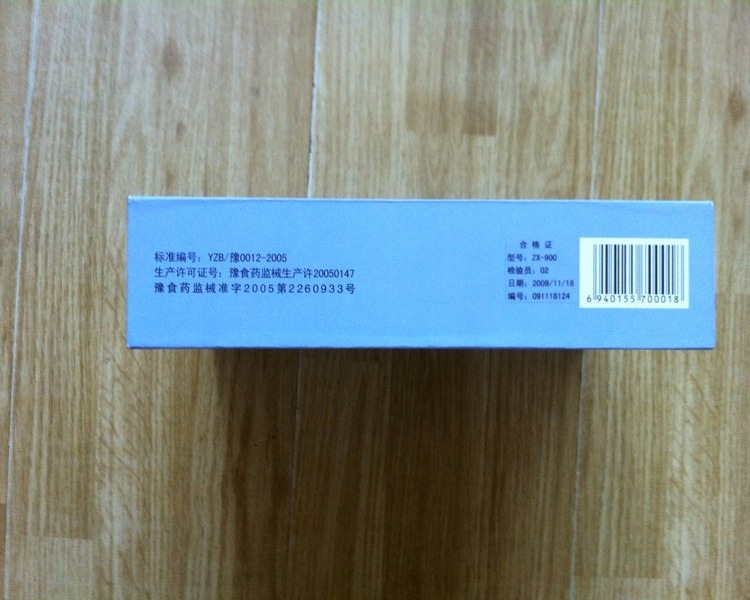 标准编号：YZB/豫0012-2005
生产许可证号：豫食药监械生产许20050147
豫食药监械准字2005第2260933号
合 格 证
型号：ZX-900
检验员：02
日期：2009/11/18
编号：091118124
6 940155 700018